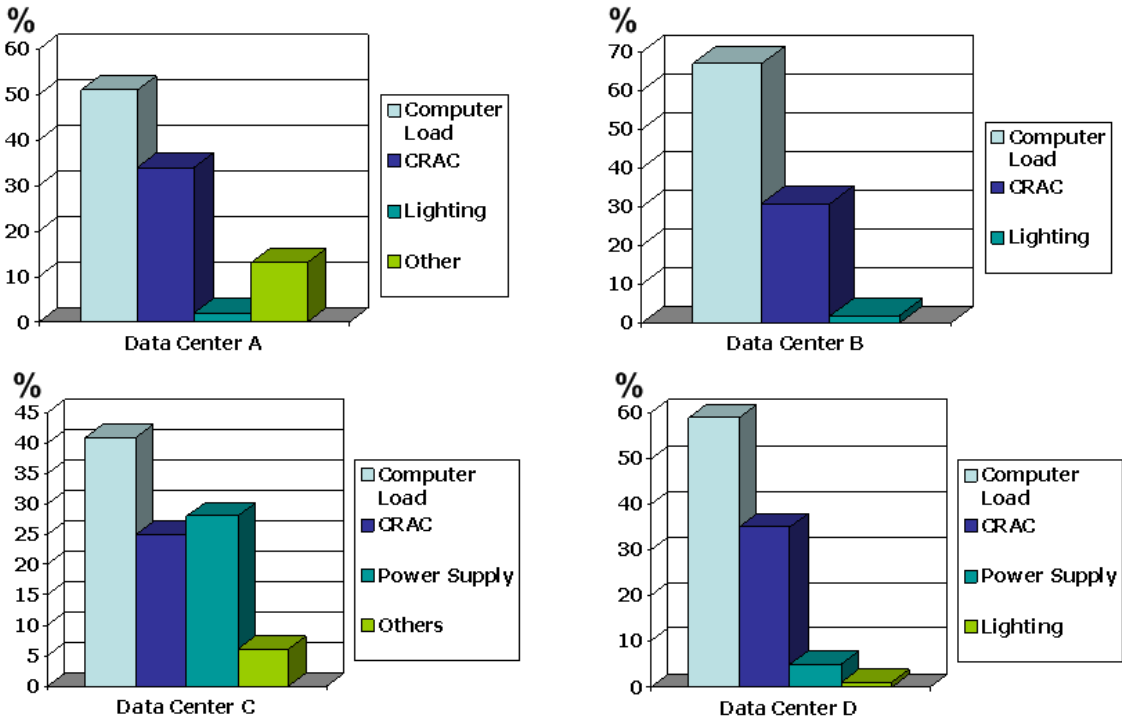 %
60
50
40
30
20
10
0
Computer
Load
CRAC
Lighting
Other
Data Center A
%
70
60
50
40
30
20
10
0
Computer
Load
CRAC
Lighting
Data Center B
%
45
40
35
30
25
20
15
10
5
0
Computer
Load
CRAC
Power Supply
Others
Data Center C
%
60
50
40
30
20
10
0
Computer
Load
CRAC
Power Supply
Lighting
Data Center D